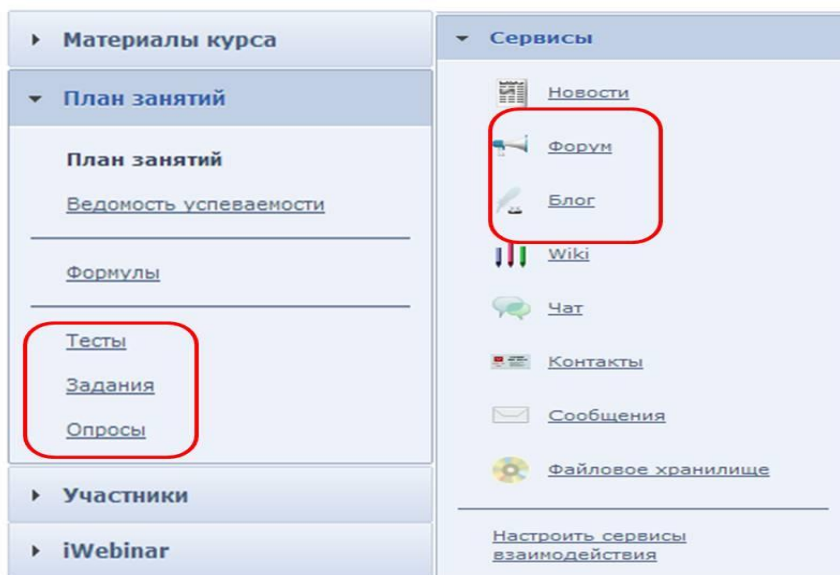 Материалы курса
План занятий
План занятий
Ведомость успеваемости
Формулы
Тесты
Задания
Опросы
Участники
iWebinar
Сервисы
Новости
Форум
Блог
Wiki
Чат
Контакты
Сообщения
Файловое хранилище
Настроить сервисы
взаимодействия